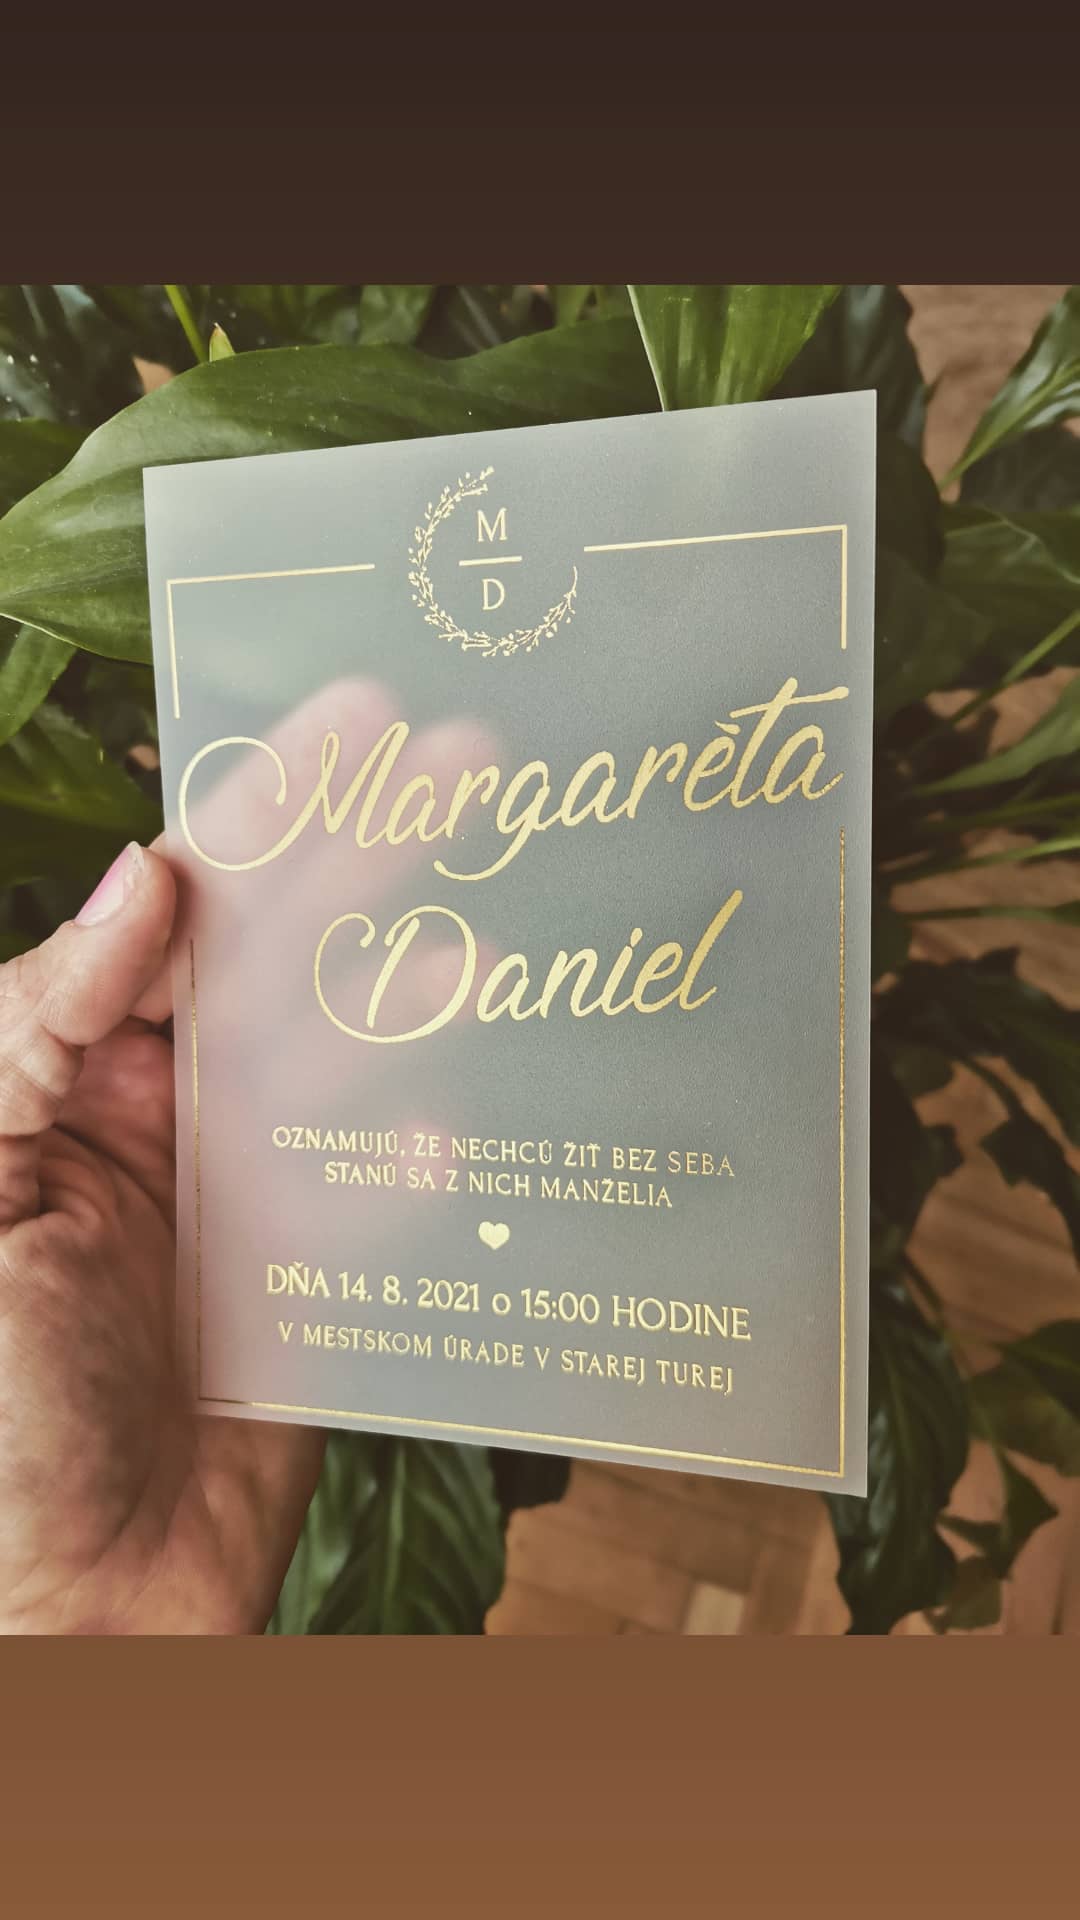 M
D
Margaréta
Daniel
OZNAMUJÚ, ŽE NECHCÚ ŽIŤ BEZ SEBA
STANÚ SA Z NICH MANŽELIA
DŇA 14. 8. 2021 o 15:00 HODINE
V MESTSKOM ÚRADE V STAREJ TUREJ